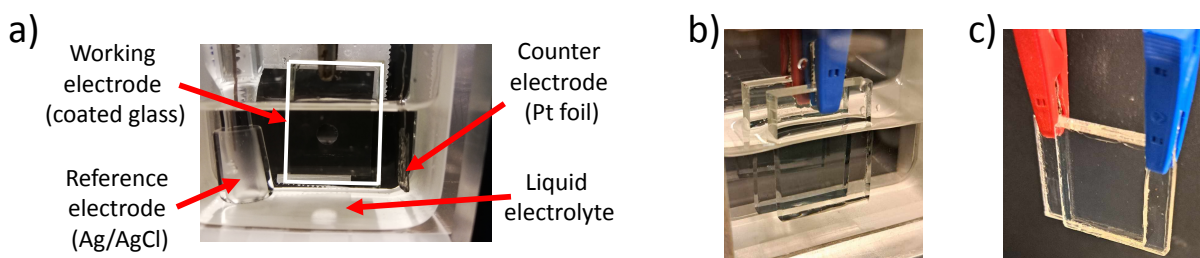 a)
Working
electrode
(coated glass)
Reference
electrode
(Ag/AgCl)
Counter
electrode
(Pt foil)
Liquid
electrolyte
b)
c)